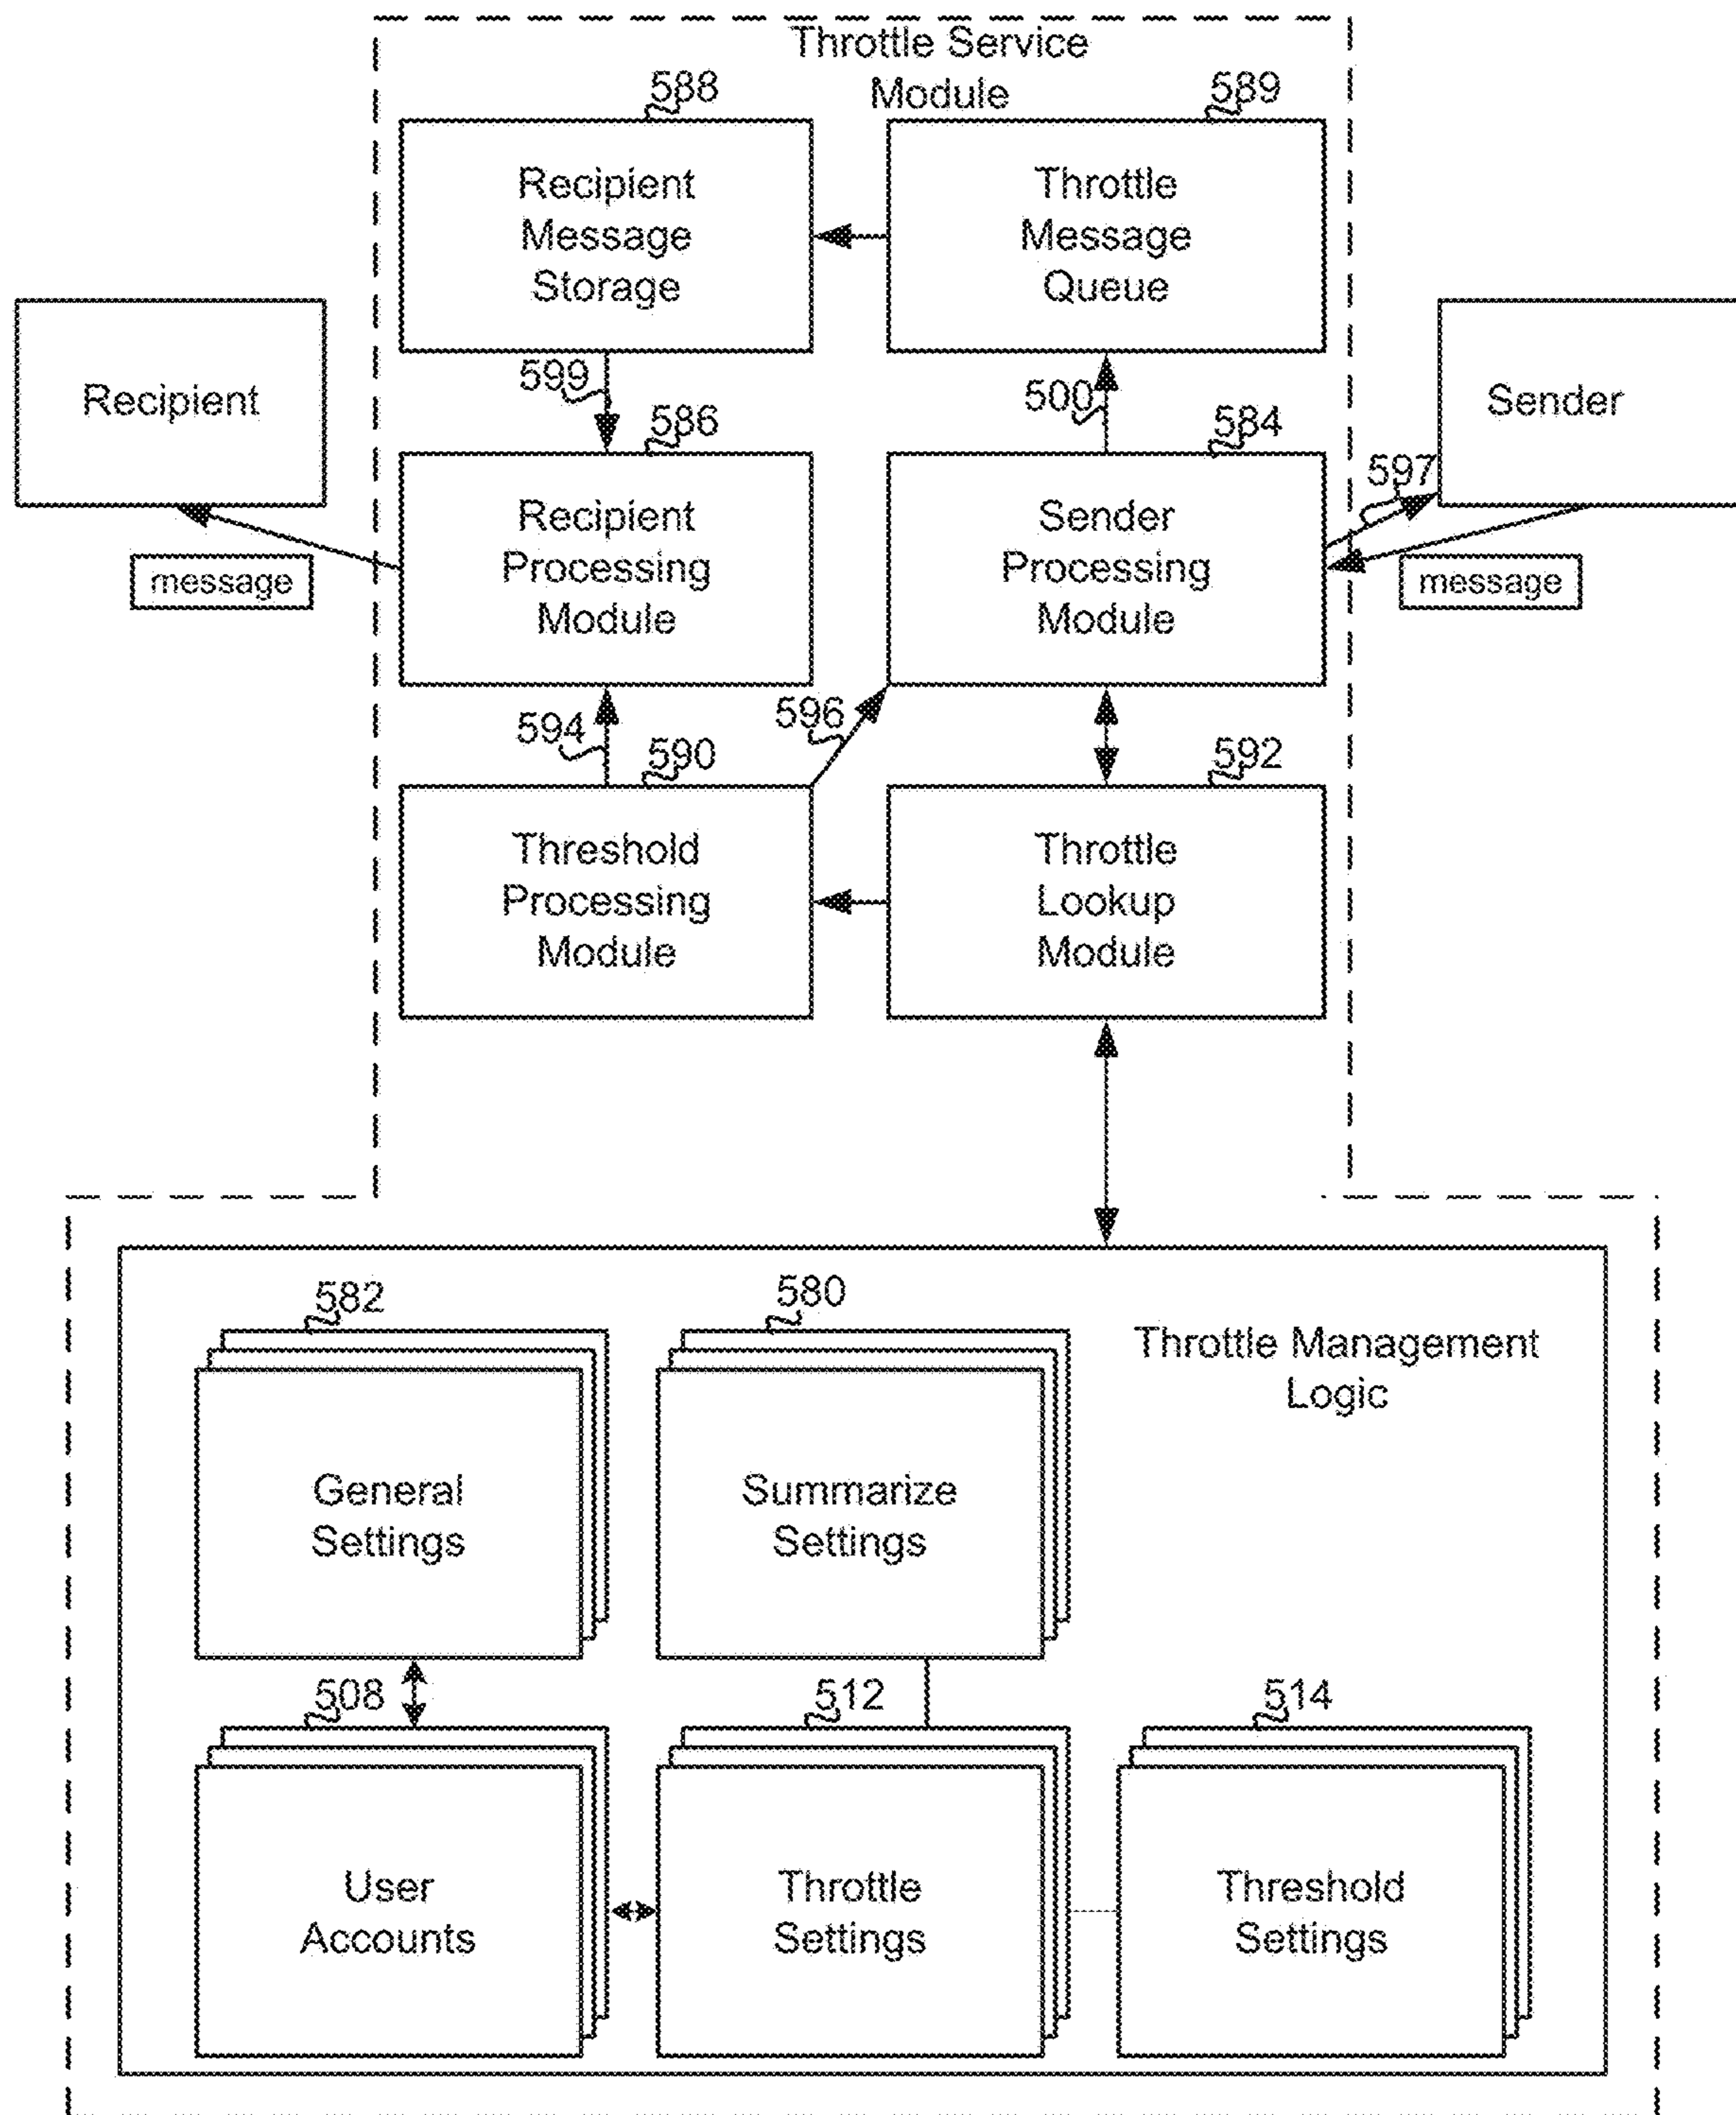 Throttle Service
Module
588
589
Recipient
Message
Storage
Throttle
Message
Queue
Recipient
Sender
599
500
586
584
597
Recipient
Processing
Module
Sender
Processing
Module
message
message
594
596
590
592
Threshold
Processing
Module
Throttle
Lookup
Module
582
580
Throttle Management
Logic
General
Settings
Summarize
Settings
508
512
514
User
Accounts
Throttle
Settings
Threshold
Settings